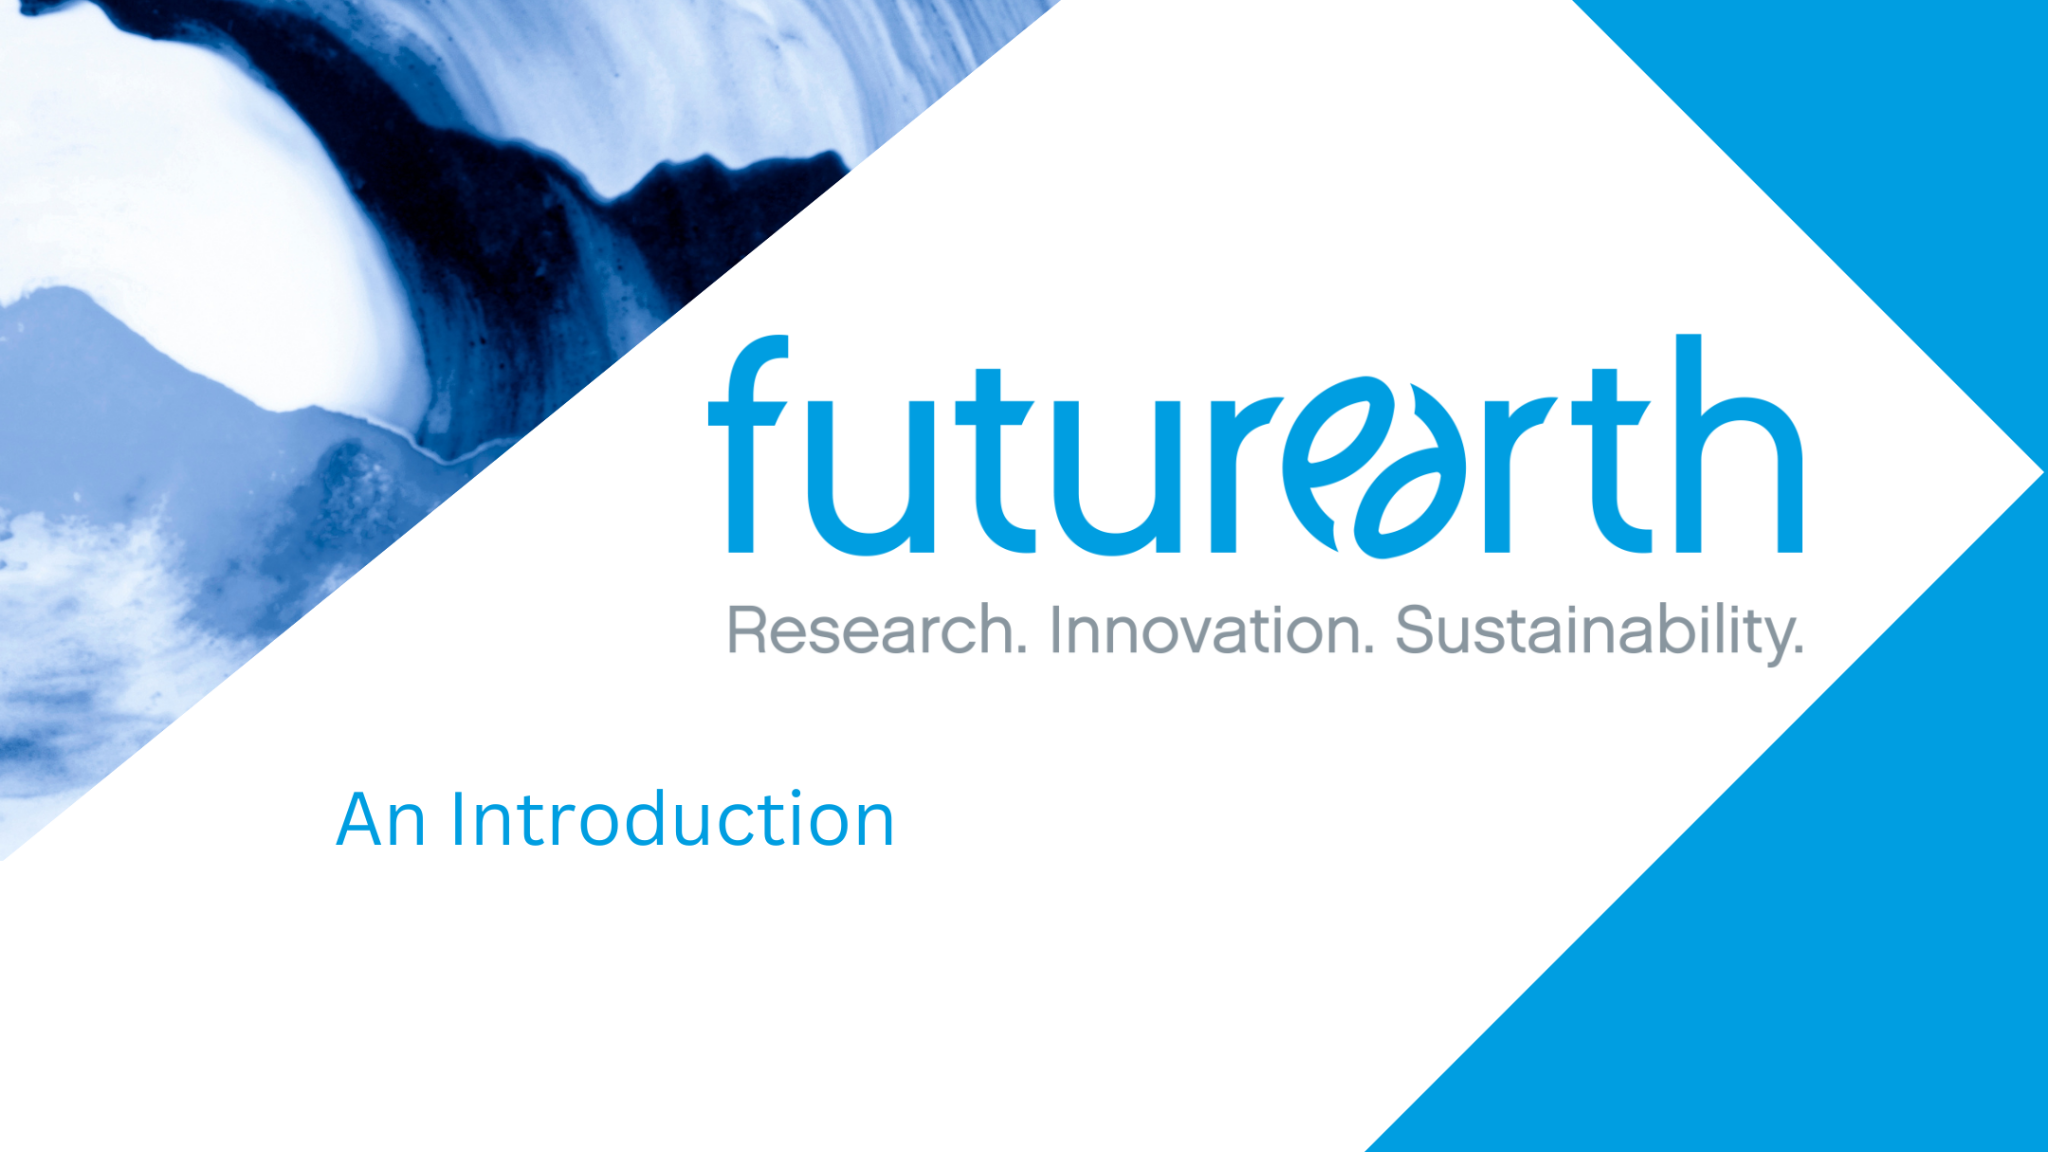 futurearth
Research. Innovation. Sustainability.
An Introduction